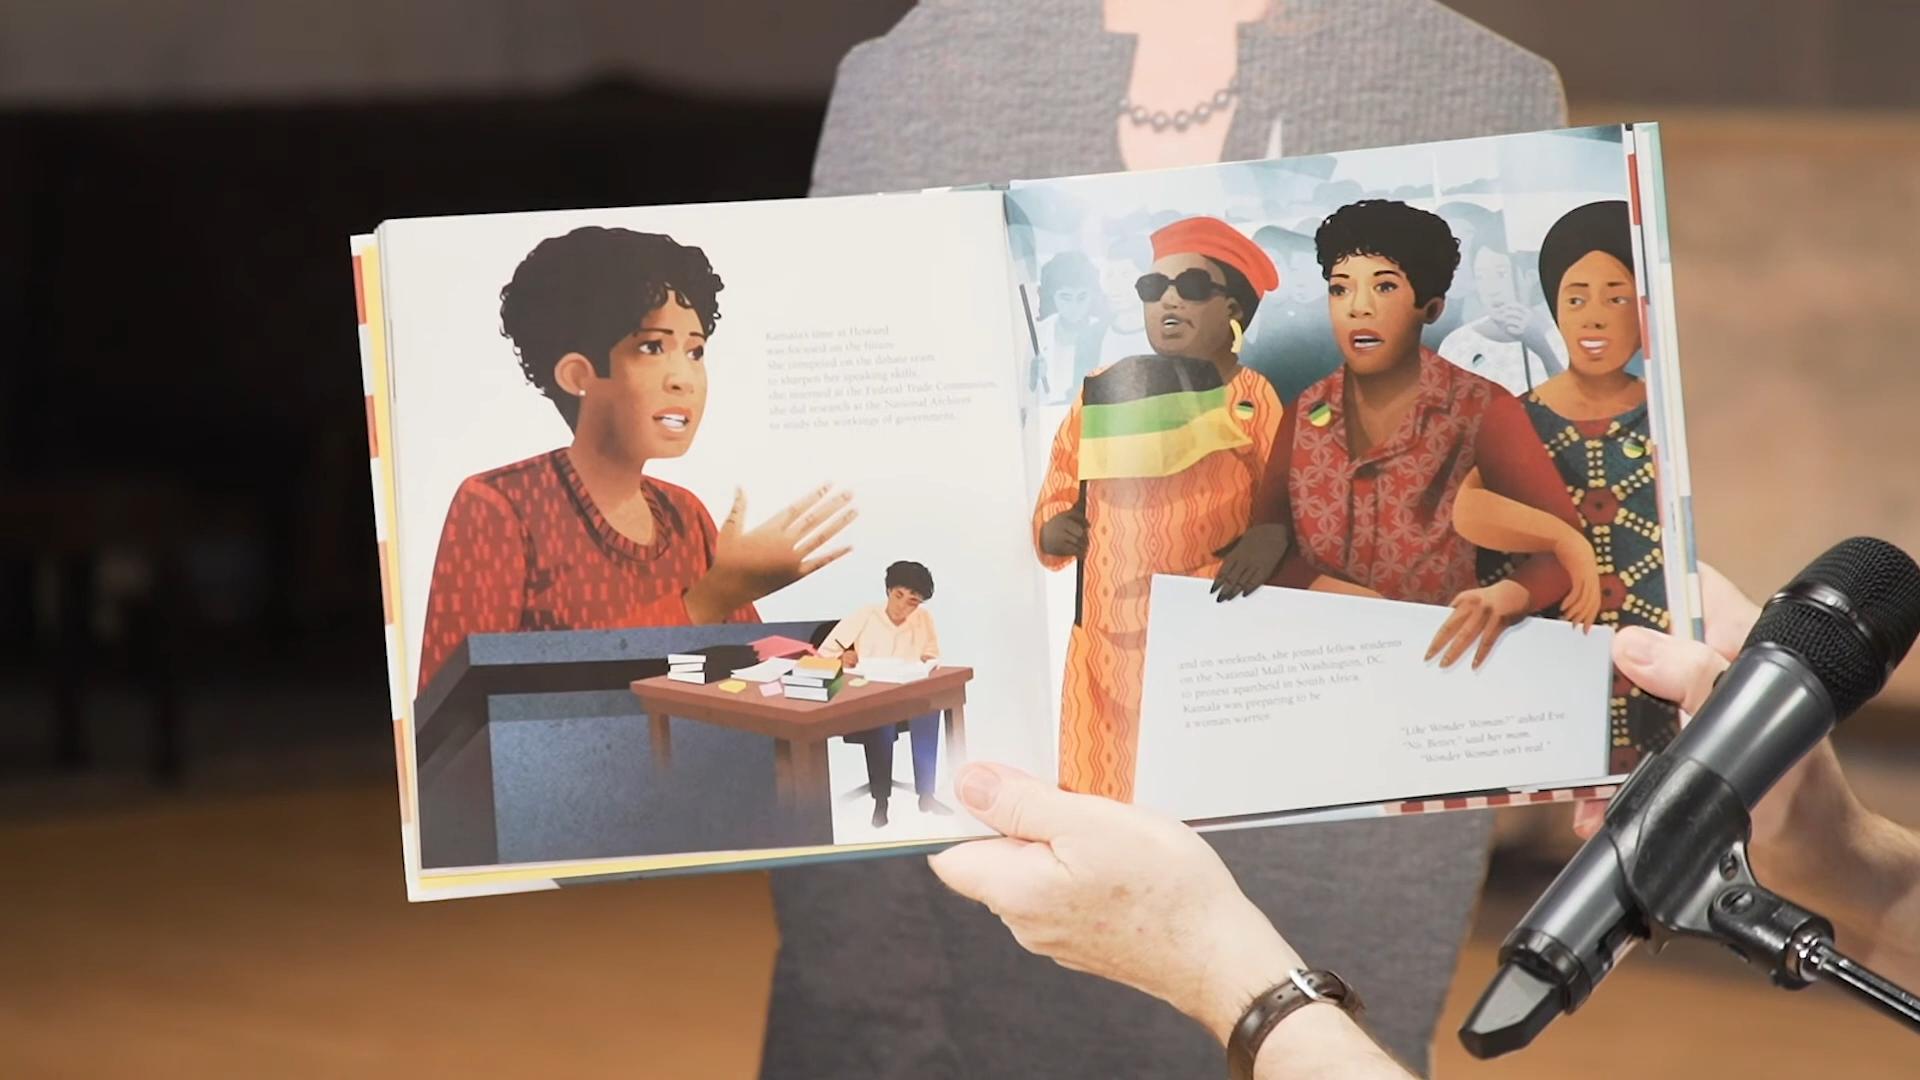 Kamala's time at Howard
was focused on the future.
She competed on the debate team
to sharpen her speaking skills,
she interned at the Federal Trade Commission,
she did research at the National Archives
to study the workings of government,
and on weekends, she joined fellow students
on the National Mall in Washington, DC,
to protest apartheid in South Africa.
Kamala was preparing to be
a woman warrior.
"Like Wonder Woman?" asked Eve.
"No. Better," said her mom.
"Wonder Woman isn't real."